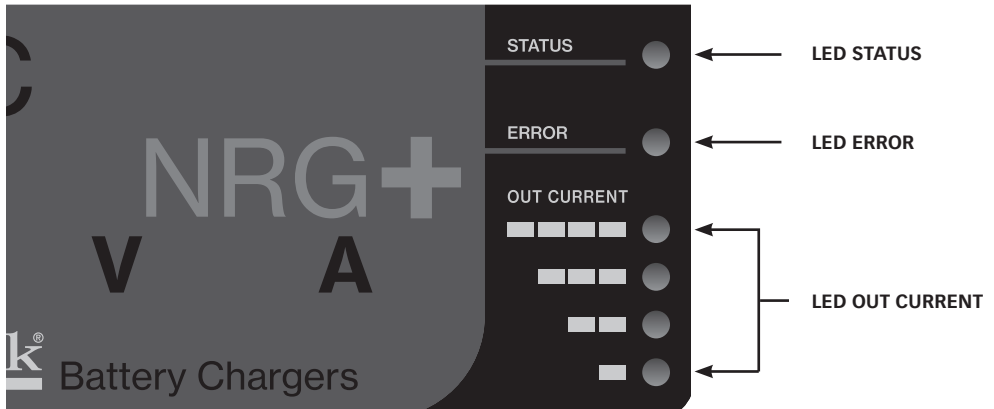 STATUS
LED STATUS
ERROR
LED ERROR
NRG+
OUT CURRENT
V A
LED OUT CURRENT
Battery Chargers